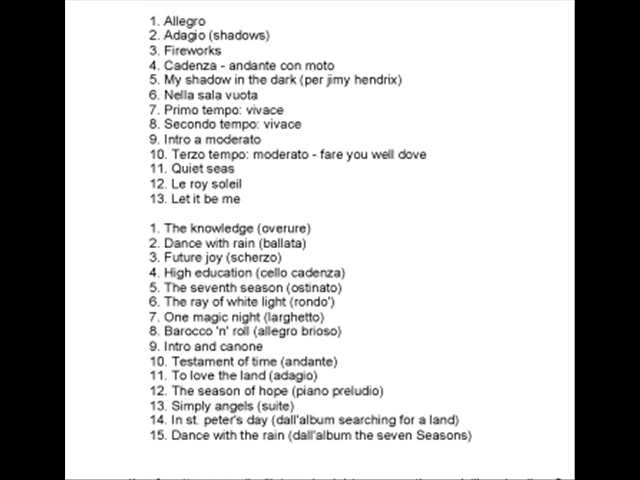 1. Allegro
2. Adagio (shadows)
3. Fireworks
4. Cadenza - andante con moto
5. My shadow in the dark (per jimy hendrix)
6. Nella sala vuota
7. Primo tempo: vivace
8. Secondo tempo: vivace
9. Intro a moderato
10. Terzo tempo: moderato - fare you well dove
11. Quiet seas
12. Le roy soleil
13. Let it be me
1. The knowledge (overure)
2. Dance with rain (ballata)
3. Future joy (scherzo)
4. High education (cello cadenza)
5. The seventh season (ostinato)
6. The ray of white light (rondo')
7. One magic night (larghetto)
8. Barocco 'n' roll (allegro brioso)
9. Intro and canone
10. Testament of time (andante)
11. To love the land (adagio)
12. The season of hope (piano preludio)
13. Simply angels (suite)
14. In st. peter's day (dall'album searching for a land)
15. Dance with the rain (dall'album the seven Seasons)